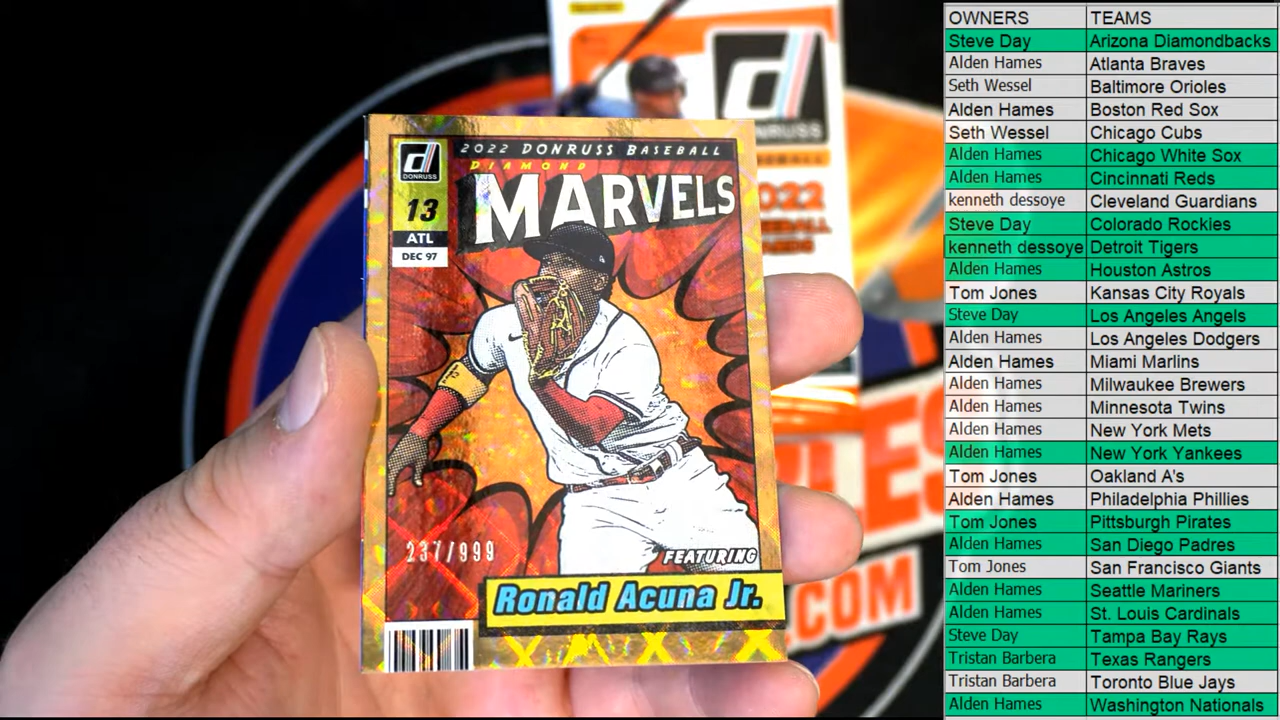 DONRUSS
BASEBALL
2022
d
DONRUSS
2022 DONRUSS BASEBALL
DIAMOND
MARVELS
13
ATL
DEC 97
237/999
FEATURING
Ronald Acuna Jr.
.COM
OWNERS TEAMS
Steve Day Arizona Diamondbacks
Alden Hames Atlanta Braves
Seth Wessel Baltimore Orioles
Alden Hames Boston Red Sox
Seth Wessel Chicago Cubs
Alden Hames Chicago White Sox
Alden Hames Cincinnati Reds
kenneth dessoye Cleveland Guardians
Steve Day Colorado Rockies
kenneth dessoye Detroit Tigers
Alden Hames Houston Astros
Tom Jones Kansas City Royals
Steve Day Los Angeles Angels
Alden Hames Los Angeles Dodgers
Alden Hames Miami Marlins
Alden Hames Milwaukee Brewers
Alden Hames Minnesota Twins
Alden Hames New York Mets
Alden Hames New York Yankees
Tom Jones Oakland A's
Alden Hames Philadelphia Phillies
Tom Jones Pittsburgh Pirates
Alden Hames San Diego Padres
Tom Jones San Francisco Giants
Alden Hames Seattle Mariners
Alden Hames St. Louis Cardinals
Steve Day Tampa Bay Rays
Tristan Barbera Texas Rangers
Tristan Barbera Toronto Blue Jays
Alden Hames Washington Nationals